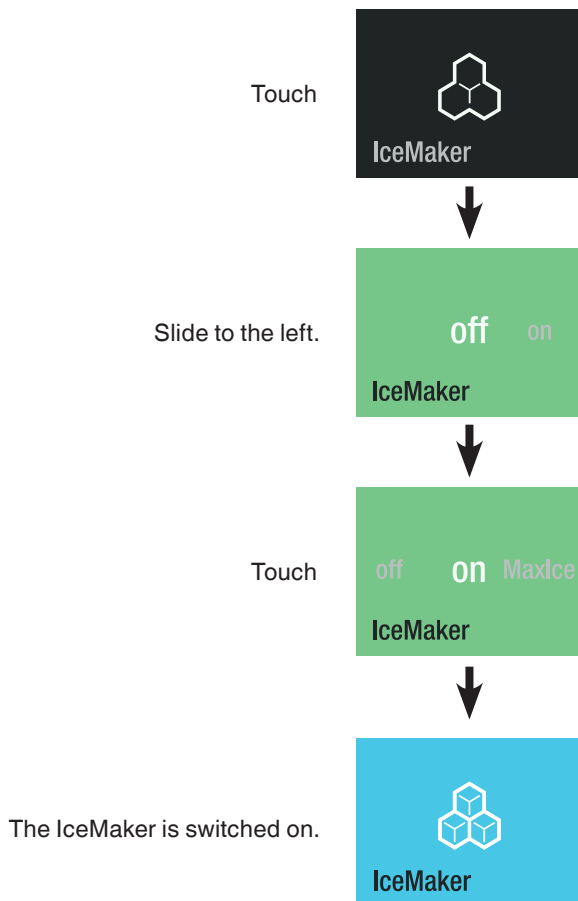 Touch
IceMaker
Slide to the left.
off on
IceMaker
Touch
off on MaxIce
IceMaker
The IceMaker is switched on.
IceMaker